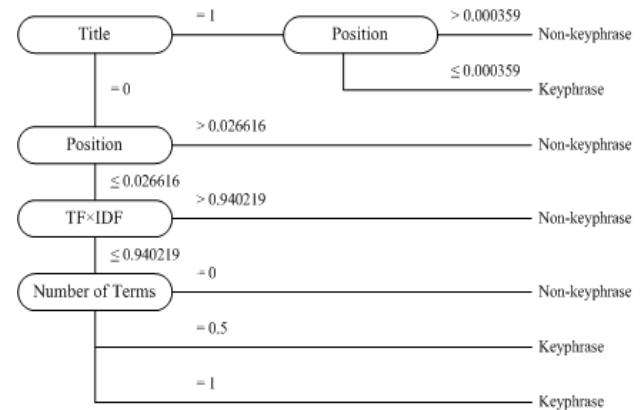 = 1
> 0.000359
Title
Position
Non-keyphrase
≤ 0.000359
= 0
Keyphrase
> 0.026616
Position
Non-keyphrase
≤ 0.026616
> 0.940219
TF×IDF
Non-keyphrase
≤ 0.940219
= 0
Number of Terms
Non-keyphrase
= 0.5
Keyphrase
= 1
Keyphrase